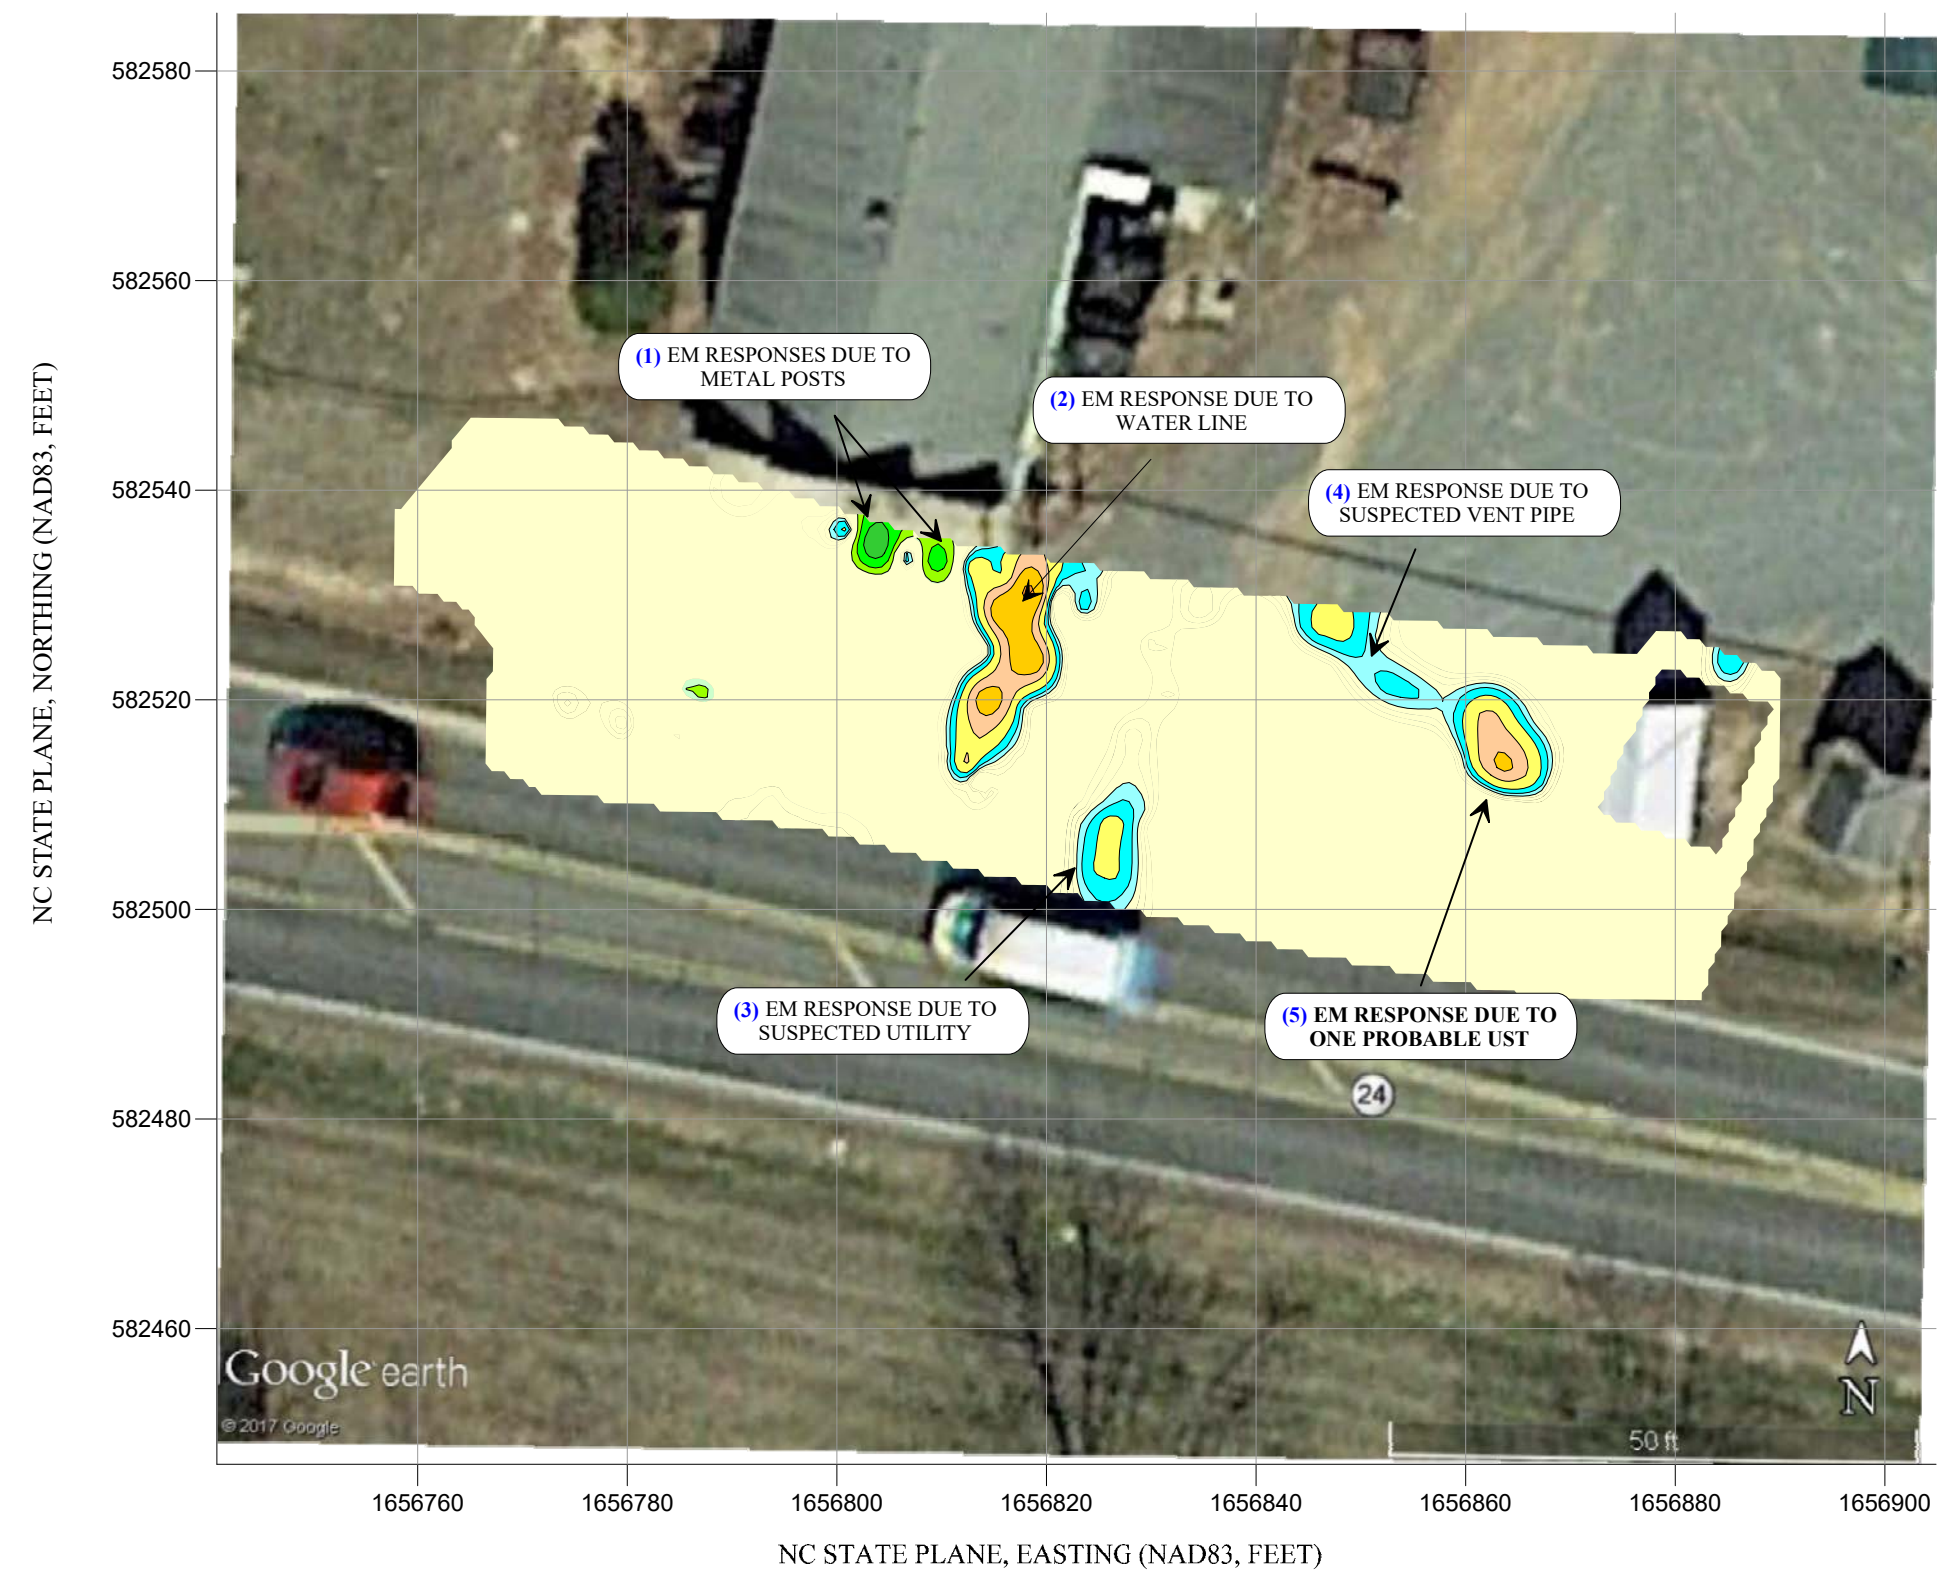 582580
582560
582540
582520
582500
582480
582460
NC STATE PLANE, NORTHING (NAD83, FEET)
(1) EM RESPONSES DUE TO
METAL POSTS
(2) EM RESPONSE DUE TO
WATER LINE
(4) EM RESPONSE DUE TO
SUSPECTED VENT PIPE
(3) EM RESPONSE DUE TO
SUSPECTED UTILITY
(5) EM RESPONSE DUE TO
ONE PROBABLE UST
24
Google earth
© 2017 Google
N
50 ft
1656760
1656780
1656800
1656820
1656840
1656860
1656880
1656900
NC STATE PLANE, EASTING (NAD83, FEET)